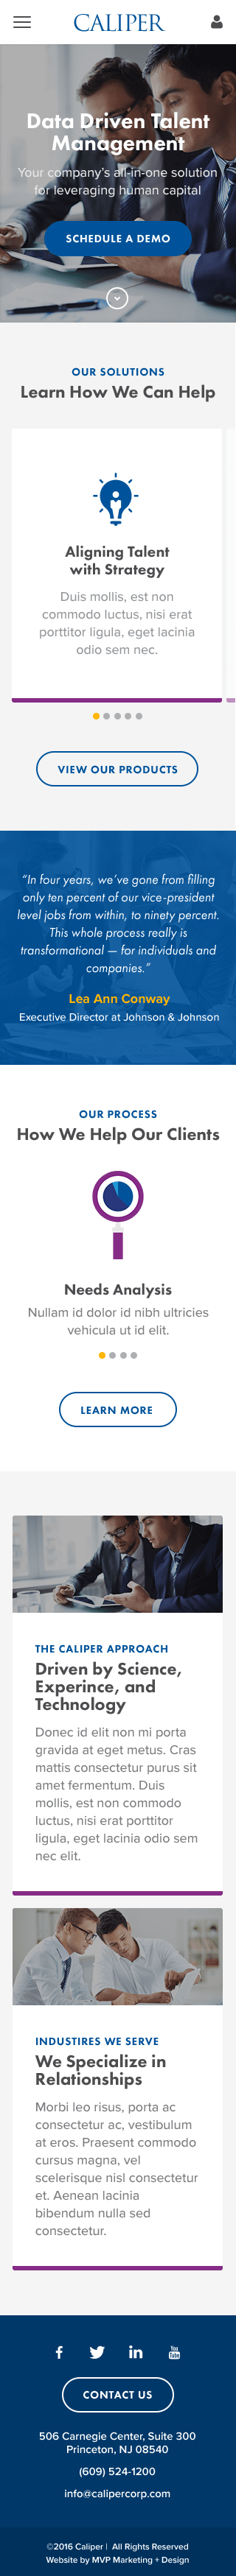 CALIPER
Data Driven Talent
Management
Your company's all-in-one solution
for leveraging human capital
SCHEDULE A DEMO
OUR SOLUTIONS
Learn How We Can Help
Aligning Talent
with Strategy
Duis mollis, est non
commodo luctus, nisi erat
porttitor ligula, eget lacinia
odio sem nec.
VIEW OUR PRODUCTS
“In four years, we’ve gone from filling
only ten percent of our vice-president
level jobs from within, to ninety percent.
This whole process really is
transformational — for individuals and
companies.”
Lea Ann Conway
Executive Director at Johnson & Johnson
OUR PROCESS
How We Help Our Clients
Needs Analysis
Nullam id dolor id nibh ultricies
vehicula ut id elit.
LEARN MORE
THE CALIPER APPROACH
Driven by Science,
Experince, and
Technology
Donec id elit non mi porta
gravida at eget metus. Cras
mattis consectetur purus sit
amet fermentum. Duis
mollis, est non commodo
luctus, nisi erat porttitor
ligula, eget lacinia odio sem
nec elit.
INDUSTIRES WE SERVE
We Specialize in
Relationships
Morbi leo risus, porta ac
consectetur ac, vestibulum
at eros. Praesent commodo
cursus magna, vel
scelerisque nisl consectetur
et. Aenean lacinia
bibendum nulla sed
consectetur.
You
Tube
CONTACT US
506 Carnegie Center, Suite 300
Princeton, NJ 08540
(609) 524-1200
info@calipercorp.com
©2016 Caliper | All Rights Reserved
Website by MVP Marketing + Design